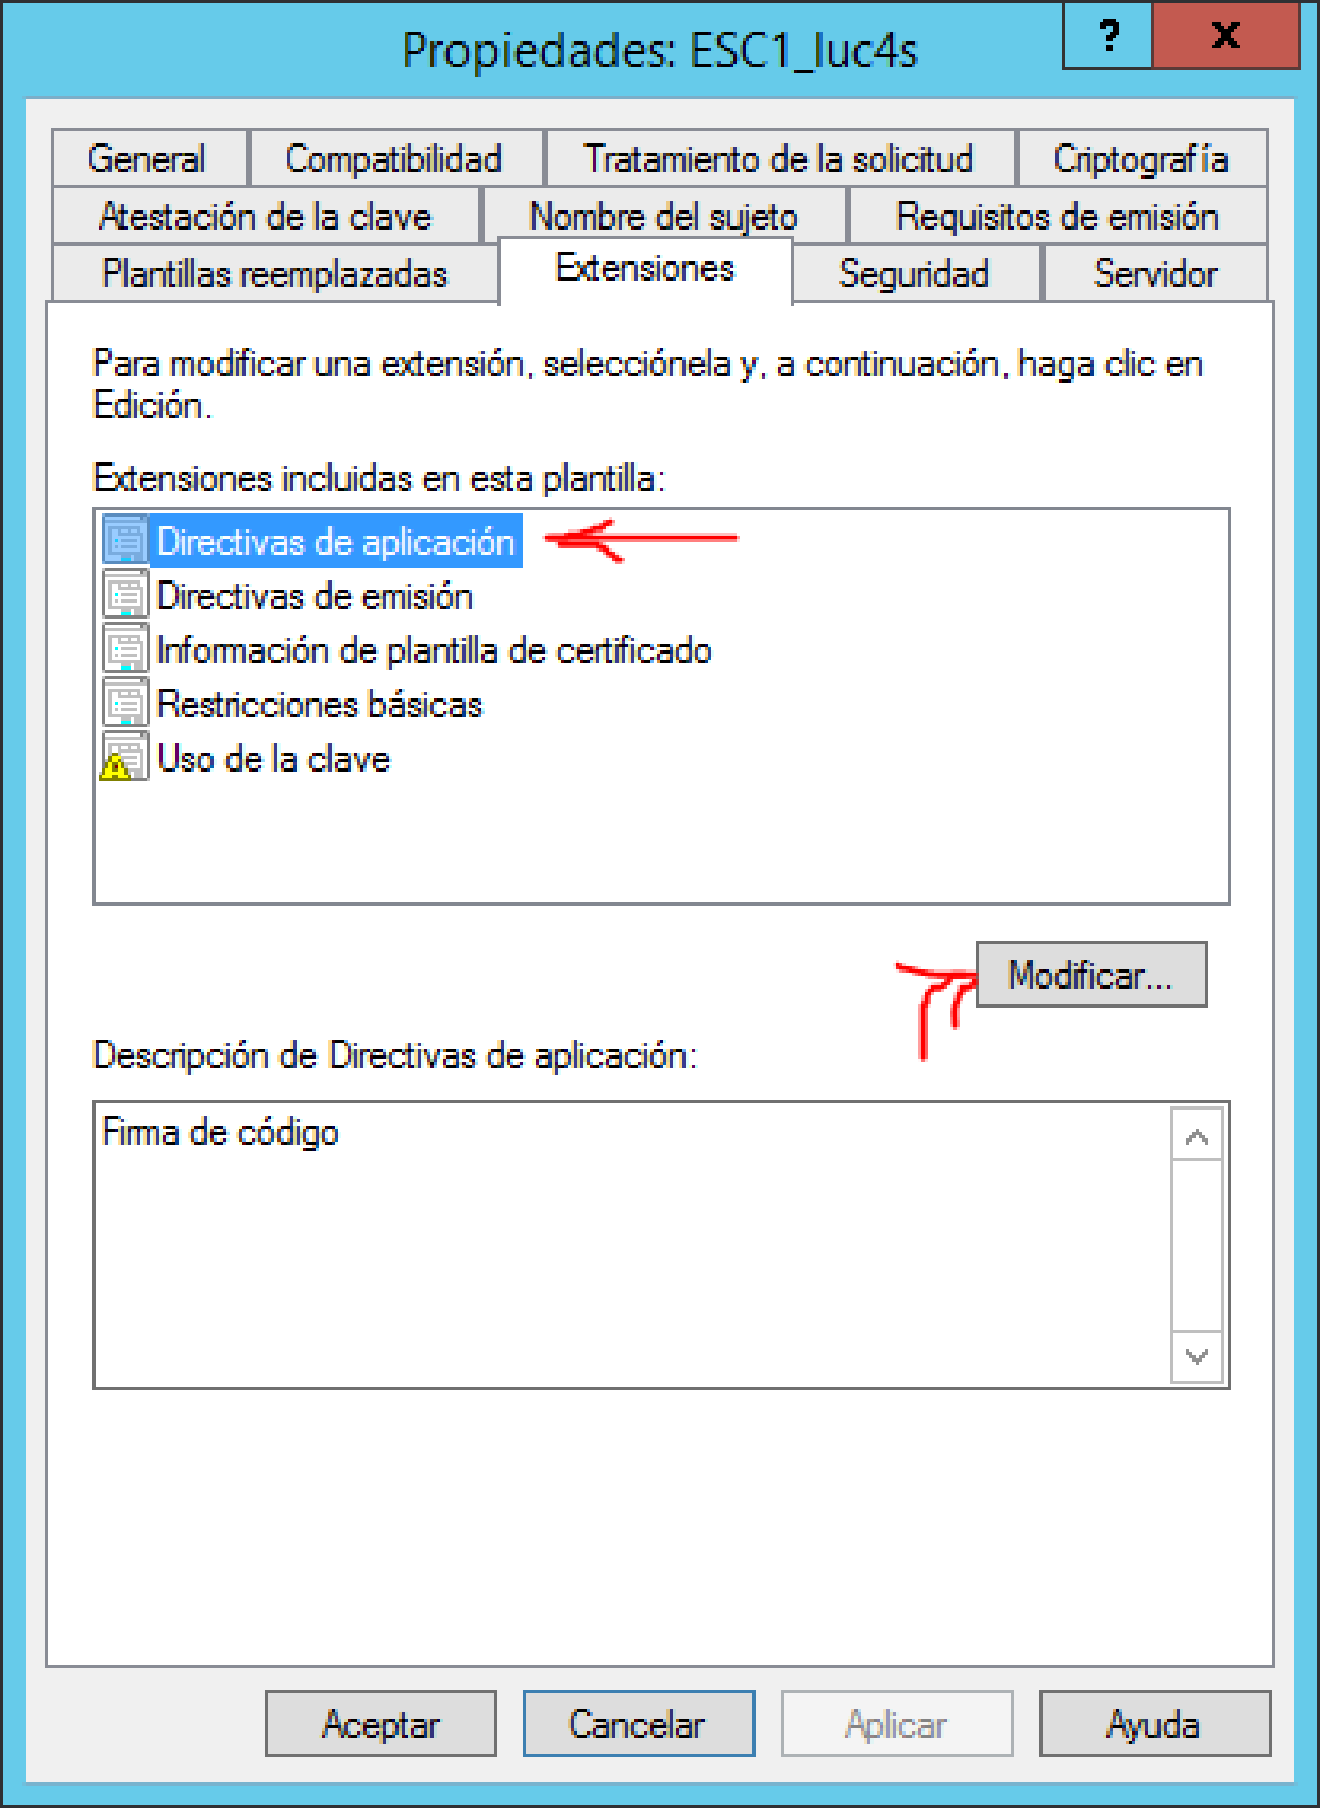 Propiedades: ESC1_luc4s
?
x
General
Compatibilidad
Tratamiento de la solicitud
Criptografía
Atestación de la clave
Nombre del sujeto
Requisitos de emisión
Plantillas reemplazadas
Extensiones
Seguridad
Servidor
Para modificar una extensión, selecciónela y, a continuación, haga clic en
Edición.
Extensiones incluidas en esta plantilla:
Directivas de aplicación
Directivas de emisión
Información de plantilla de certificado
Restricciones básicas
Uso de la clave
Modificar...
Descripción de Directivas de aplicación:
Firma de código
Aceptar
Cancelar
Aplicar
Ayuda